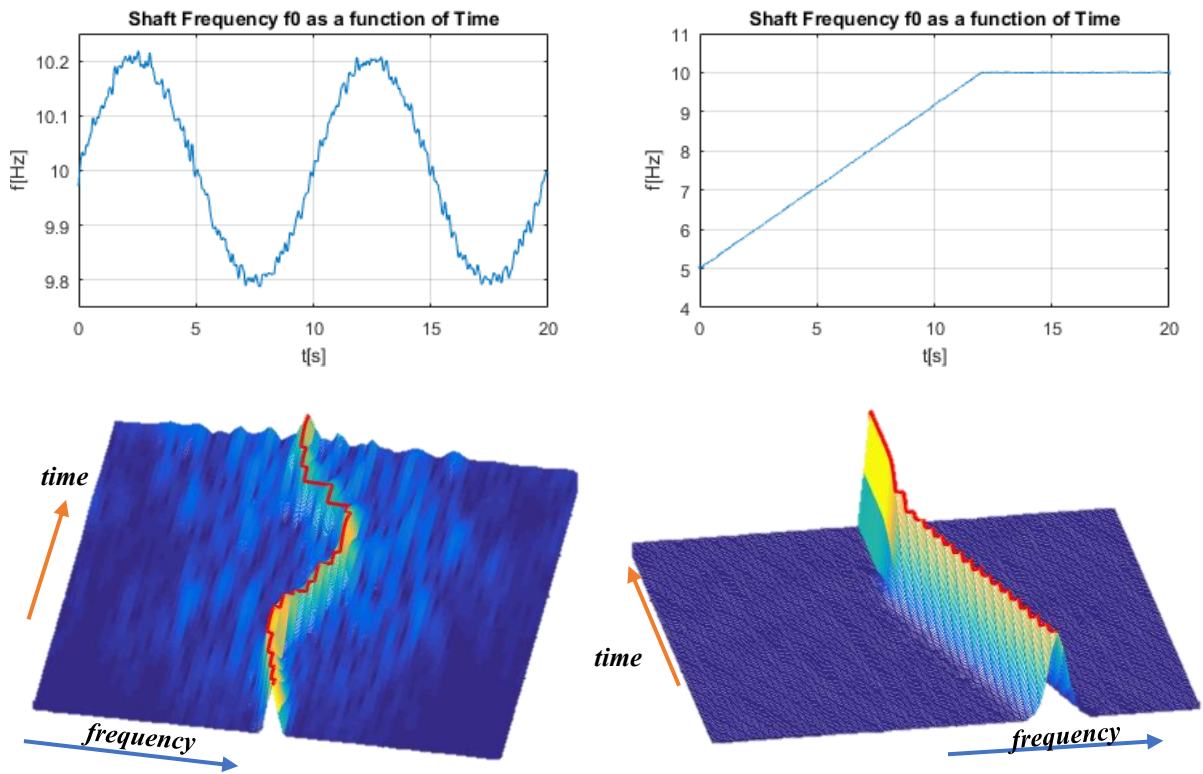 Shaft Frequency f0 as a function of Time
10.2
10.1
10
9.9
9.8
f[Hz]
0 5 10 15 20
t[s]
Shaft Frequency f0 as a function of Time
11
10
9
8
7
6
5
4
f[Hz]
0 5 10 15 20
t[s]
time
frequency
time
frequency